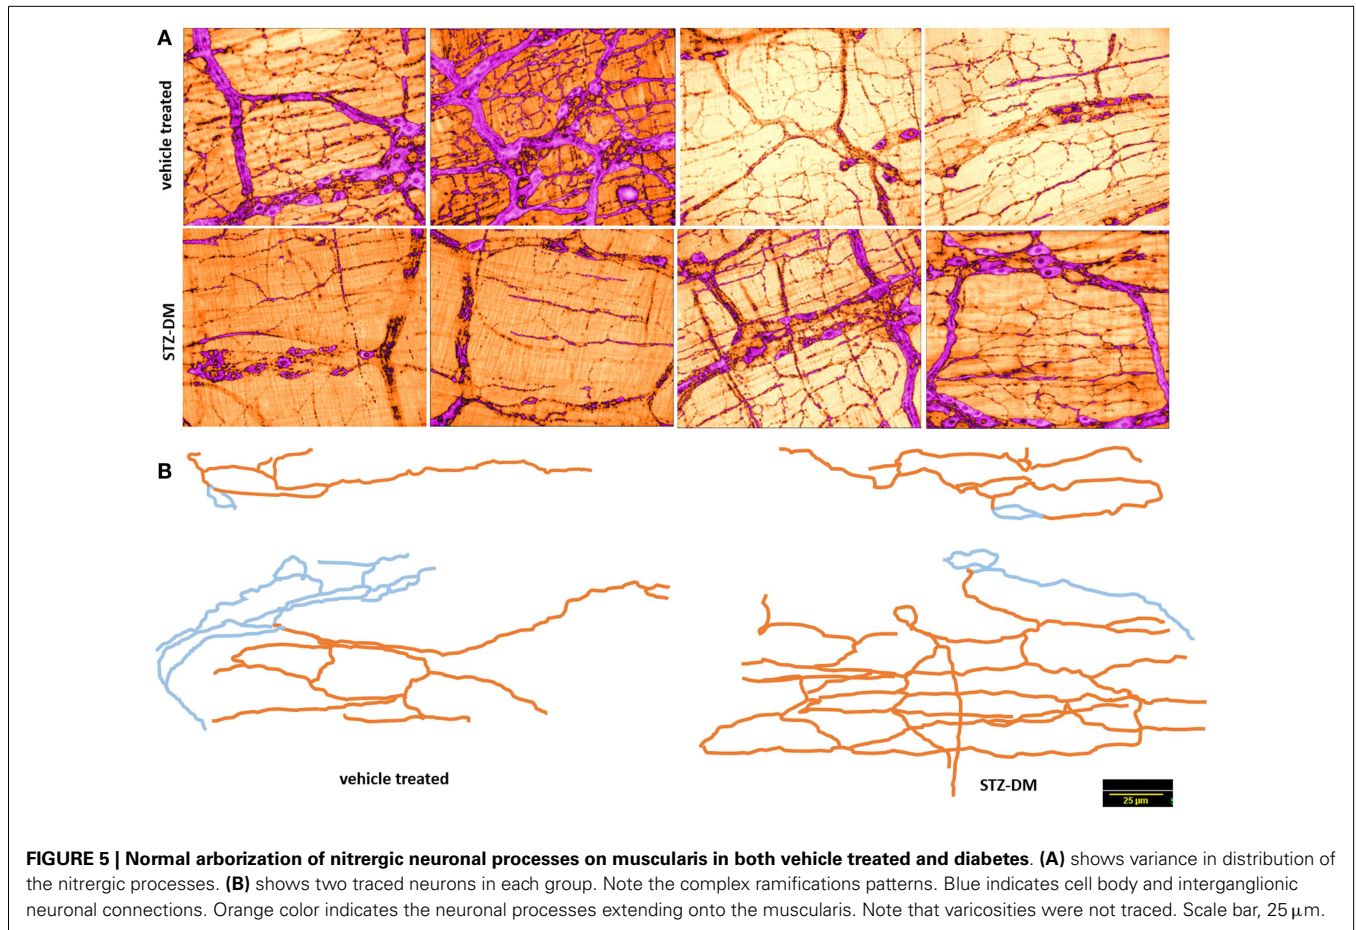 A
vehicle treated
STZ-DM
B
vehicle treated
STZ-DM
25 µm
FIGURE 5 | Normal arborization of nitrergic neuronal processes on muscularis in both vehicle treated and diabetes. (A) shows variance in distribution of
the nitrergic processes. (B) shows two traced neurons in each group. Note the complex ramifications patterns. Blue indicates cell body and interganglionic
neuronal connections. Orange color indicates the neuronal processes extending onto the muscularis. Note that varicosities were not traced. Scale bar, 25 µm.